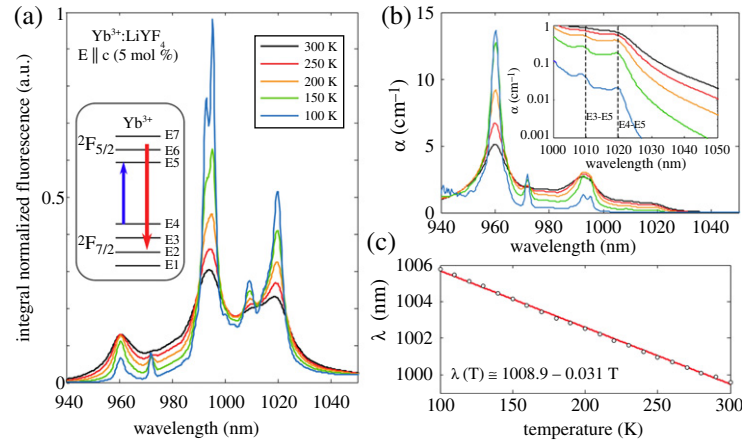 (a)
Yb³⁺:LiYF₄
E ∥ c (5 mol %)
300 K
250 K
200 K
150 K
100 K
Yb³⁺
²F₅/₂
E7
E6
E5
²F₇/₂
E4
E3
E2
E1
integral normalized fluorescence (a.u.)
1
0.5
0
940 960 980 1000 1020 1040
wavelength (nm)
(b)
α (cm⁻¹)
15
10
5
0
940 960 980 1000 1020 1040
wavelength (nm)
α (cm⁻¹)
1
0.1
0.01
0.001
E3-E5
E4-E5
1000 1010 1020 1030 1040 1050
wavelength (nm)
(c)
λ (nm)
1006
1004
1002
1000
λ (T) ≅ 1008.9 – 0.031 T
100 150 200 250 300
temperature (K)